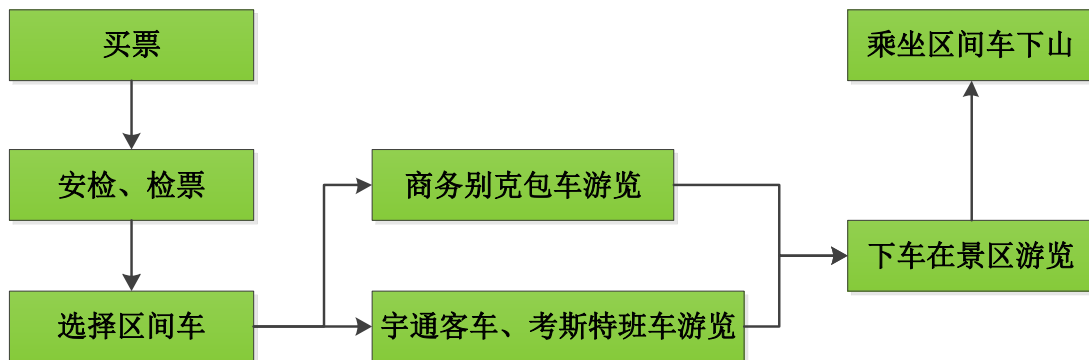 买票
安检、检票
选择区间车
商务别克包车游览
宇通客车、考斯特班车游览
下车在景区游览
乘坐区间车下山